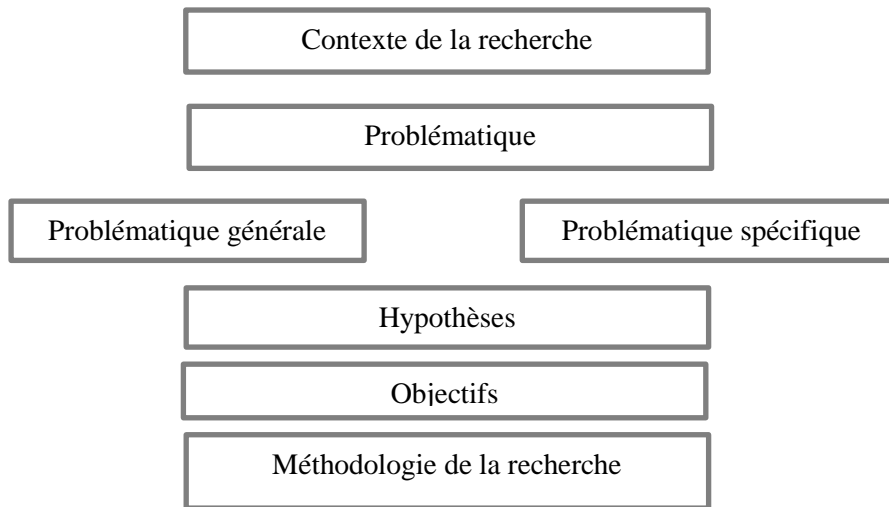 Contexte de la recherche
Problématique
Problématique générale
Problématique spécifique
Hypothèses
Objectifs
Méthodologie de la recherche